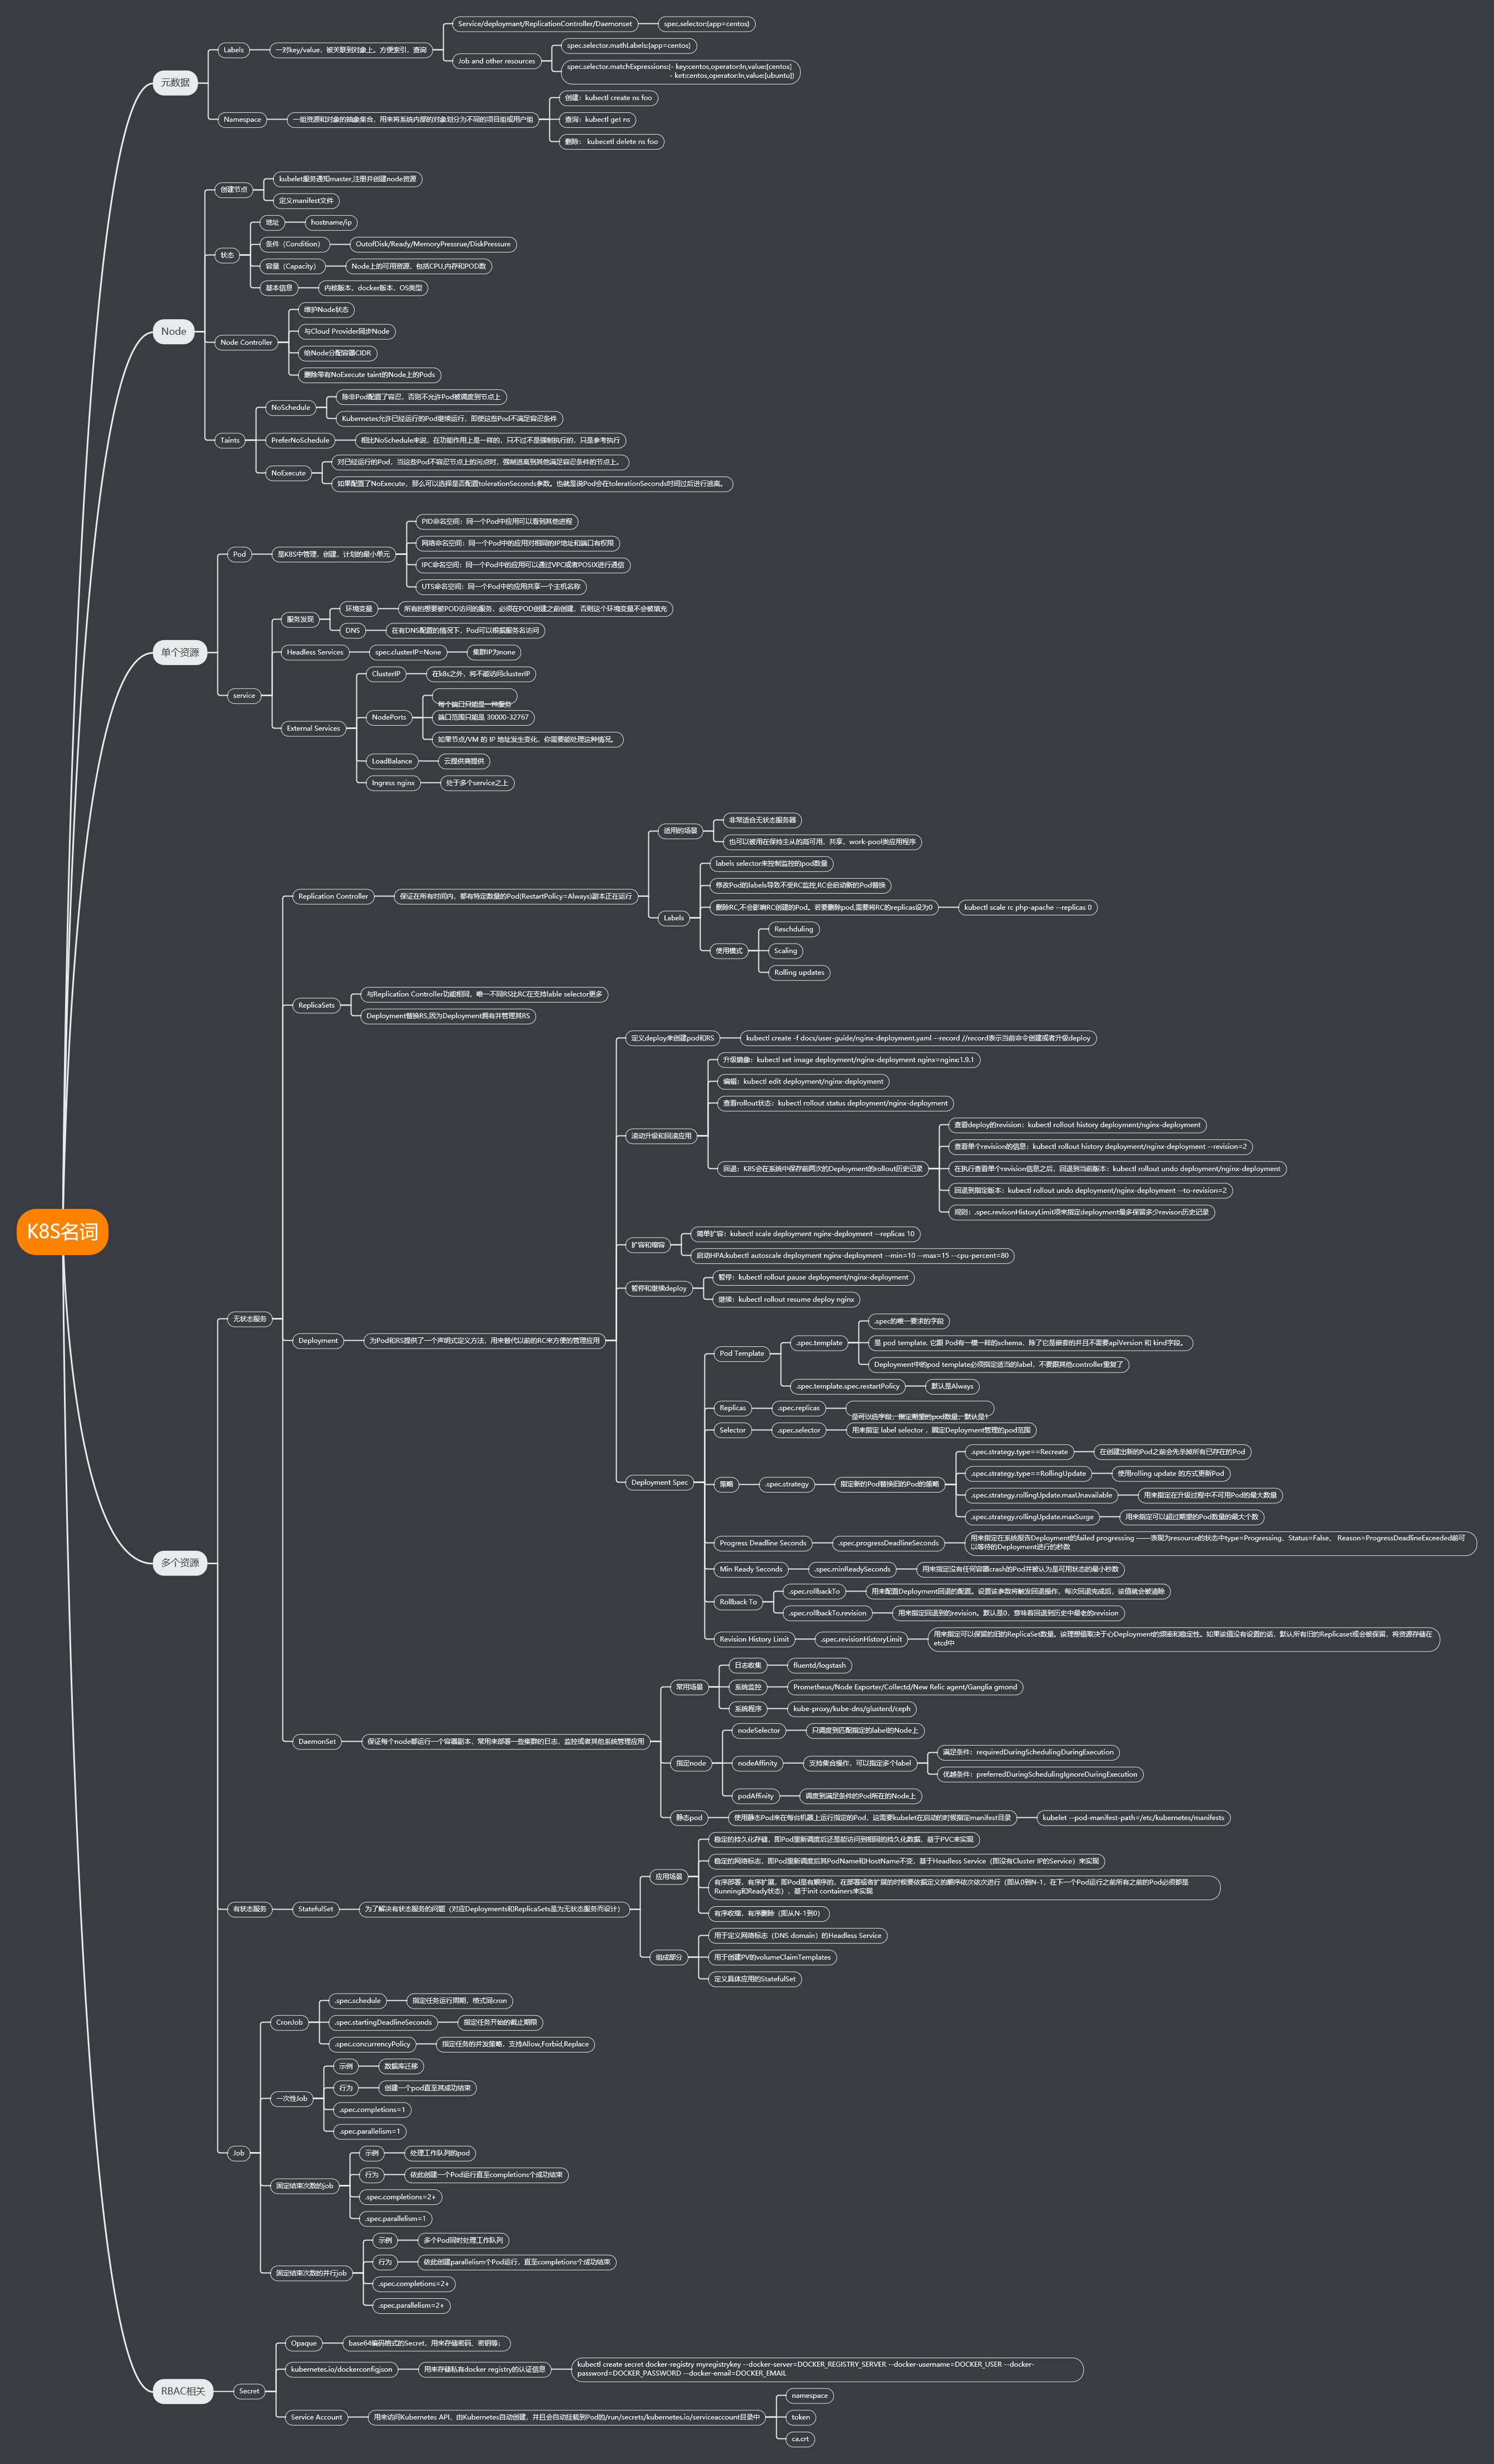 K8S名词
元数据
Labels
一对key/value，被关联到对象上。方便索引，查询
Service/deploymant/ReplicationController/Daemonset
spec.selector:{app=centos}
Job and other resources
spec.selector.mathLabels:{app=centos}
spec.selector.matchExpressions:{- key:centos,operator:In,value:[centos]
- ket:centos,operator:In,value:[ubuntu]}
Namespace
一组资源和对象的抽象集合，用来将系统内部的对象划分为不同的项目组或用户组
创建：kubectl create ns foo
查询：kubectl get ns
删除： kubecetl delete ns foo
Node
创建节点
kubelet服务通知master,注册并创建node资源
定义manifest文件
状态
地址
hostname/ip
条件（Condition）
OutofDisk/Ready/MemoryPressrue/DiskPressure
容量（Capacity）
Node上的可用资源，包括CPU,内存和POD数
基本信息
内核版本，docker版本，OS类型
Node Controller
维护Node状态
与Cloud Provider同步Node
给Node分配容器CIDR
删除带有NoExecute taint的Node上的Pods
Taints
NoSchedule
除非Pod配置了容忍，否则不允许Pod被调度到节点上
Kubernetes允许已经运行的Pod继续运行，即使这些Pod不满足容忍条件
PreferNoSchedule
相比NoSchedule来说，在功能作用上是一样的，只不过不是强制执行的，只是参考执行
NoExecute
对已经运行的Pod，当这些Pod不容忍节点上的污点时，强制逃离到其他满足容忍条件的节点上。
如果配置了NoExecute，那么可以选择是否配置tolerationSeconds参数。也就是说Pod会在tolerationSeconds时间过后进行逃离。
单个资源
Pod
是K8S中管理，创建，计划的最小单元
PID命名空间：同一个Pod中应用可以看到其他进程
网络命名空间：同一个Pod中的应用对相同的IP地址和端口有权限
IPC命名空间：同一个Pod中的应用可以通过VPC或者POSIX进行通信
UTS命名空间：同一个Pod中的应用共享一个主机名称
service
服务发现
环境变量
所有的想要被POD访问的服务，必须在POD创建之前创建，否则这个环境变量不会被填充
DNS
在有DNS配置的情况下，Pod可以根据服务名访问
Headless Services
spec.clusterIP=None
集群IP为none
External Services
ClusterIP
在k8s之外，将不能访问clusterIP
NodePorts
每个端口只能是一种服务
端口范围只能是 30000-32767
如果节点/VM 的 IP 地址发生变化，你需要能处理这种情况。
LoadBalance
云提供商提供
Ingress nginx
处于多个service之上
多个资源
无状态服务
Replication Controller
保证在所有时间内，都有特定数量的Pod(RestartPolicy=Always)副本正在运行
适用的场景
非常适合无状态服务器
也可以被用在保持主从的高可用，共享，work-pool类应用程序
Labels
labels selector来控制监控的pod数量
修改Pod的labels导致不受RC监控,RC会启动新的Pod替换
删除RC,不会影响RC创建的Pod。若要删除pod,需要将RC的replicas设为0
kubectl scale rc php-apache --replicas 0
使用模式
Reschduling
Scaling
Rolling updates
ReplicaSets
与Replication Controller功能相同，唯一不同RS比RC在支持lable selector更多
Deployment替换RS,因为Deployment拥有并管理其RS
Deployment
为Pod和RS提供了一个声明式定义方法，用来替代以前的RC来方便的管理应用
定义deploy来创建pod和RS
kubectl create -f docs/user-guide/nginx-deployment.yaml --record //record表示当前命令创建或者升级deploy
滚动升级和回滚应用
升级镜像：kubectl set image deployment/nginx-deployment nginx=nginx:1.9.1
编辑：kubectl edit deployment/nginx-deployment
查看rollout状态：kubectl rollout status deployment/nginx-deployment
回退：K8S会在系统中保存前两次的Deployment的rollout历史记录
查看deploy的revision：kubectl rollout history deployment/nginx-deployment
查看单个revision的信息：kubectl rollout history deployment/nginx-deployment --revision=2
在执行查看单个revision信息之后，回退到当前版本：kubectl rollout undo deployment/nginx-deployment
回退到指定版本：kubectl rollout undo deployment/nginx-deployment --to-revision=2
规则：.spec.revisonHistoryLimit项来指定deployment最多保留多少revison历史记录
扩容和缩容
简单扩容：kubectl scale deployment nginx-deployment --replicas 10
启动HPA:kubectl autoscale deployment nginx-deployment --min=10 --max=15 --cpu-percent=80
暂停和继续deploy
暂停：kubectl rollout pause deployment/nginx-deployment
继续：kubectl rollout resume deploy nginx
Deployment Spec
Pod Template
.spec.template
.spec的唯一要求的字段
是 pod template. 它跟 Pod有一模一样的schema，除了它是嵌套的并且不需要apiVersion 和 kind字段。
Deployment中的pod template必须指定适当的label，不要跟其他controller重复了
.spec.template.spec.restartPolicy
默认是Always
Replicas
.spec.replicas
是可以选字段，指定期望的pod数量，默认是1
Selector
.spec.selector
用来指定 label selector ，圈定Deployment管理的pod范围
策略
.spec.strategy
指定新的Pod替换旧的Pod的策略
.spec.strategy.type==Recreate
在创建出新的Pod之前会先杀掉所有已存在的Pod
.spec.strategy.type==RollingUpdate
使用rolling update 的方式更新Pod
.spec.strategy.rollingUpdate.maxUnavailable
用来指定在升级过程中不可用Pod的最大数量
.spec.strategy.rollingUpdate.maxSurge
用来指定可以超过期望的Pod数量的最大个数
Progress Deadline Seconds
.spec.progressDeadlineSeconds
用来指定在系统报告Deployment的failed progressing ——表现为resource的状态中type=Progressing、Status=False、 Reason=ProgressDeadlineExceeded前可
以等待的Deployment进行的秒数
Min Ready Seconds
.spec.minReadySeconds
用来指定没有任何容器crash的Pod并被认为是可用状态的最小秒数
Rollback To
.spec.rollbackTo
用来配置Deployment回退的配置。设置该参数将触发回退操作，每次回退完成后，该值就会被清除
.spec.rollbackTo.revision
用来指定回退到的revision。默认是0，意味着回退到历史中最老的revision
Revision History Limit
.spec.revisionHistoryLimit
用来指定可以保留的旧的ReplicaSet数量。该理想值取决于心Deployment的频率和稳定性。如果该值没有设置的话，默认所有旧的Replicaset或会被保留，将资源存储在
etcd中
DaemonSet
保证每个node都运行一个容器副本，常用来部署一些集群的日志，监控或者其他系统管理应用
常用场景
日志收集
fluentd/logstash
系统监控
Prometheus/Node Exporter/Collectd/New Relic agent/Ganglia gmond
系统程序
kube-proxy/kube-dns/glusterd/ceph
指定node
nodeSelector
只调度到匹配指定的label的Node上
nodeAffinity
支持集合操作，可以指定多个label
满足条件：requiredDuringSchedulingDuringExecution
优越条件：preferredDuringSchedulingIgnoreDuringExecution
podAffinity
调度到满足条件的Pod所在的Node上
静态pod
使用静态Pod来在每台机器上运行指定的Pod，这需要kubelet在启动的时候指定manifest目录
kubelet --pod-manifest-path=/etc/kubernetes/manifests
有状态服务
StatefulSet
为了解决有状态服务的问题（对应Deployments和ReplicaSets是为无状态服务而设计）
应用场景
稳定的持久化存储，即Pod重新调度后还是能访问到相同的持久化数据，基于PVC来实现
稳定的网络标志，即Pod重新调度后其PodName和HostName不变，基于Headless Service（即没有Cluster IP的Service）来实现
有序部署，有序扩展，即Pod是有顺序的，在部署或者扩展的时候要依据定义的顺序依次依次进行（即从0到N-1，在下一个Pod运行之前所有之前的Pod必须都是
Running和Ready状态），基于init containers来实现
有序收缩，有序删除（即从N-1到0）
组成部分
用于定义网络标志（DNS domain）的Headless Service
用于创建PV的volumeClaimTemplates
定义具体应用的StatefulSet
Job
CronJob
.spec.schedule
指定任务运行周期，格式同cron
.spec.startingDeadlineSeconds
指定任务开始的截止期限
.spec.concurrencyPolicy
指定任务的并发策略，支持Allow,Forbid,Replace
一次性Job
示例
数据库迁移
行为
创建一个pod直至其成功结束
.spec.completions=1
.spec.parallelism=1
固定结束次数的job
示例
处理工作队列的pod
行为
依此创建一个Pod运行直至completions个成功结束
.spec.completions=2+
.spec.parallelism=1
固定结束次数的并行job
示例
多个Pod同时处理工作队列
行为
依此创建parallelism个Pod运行，直至completions个成功结束
.spec.completions=2+
.spec.parallelism=2+
RBAC相关
Secret
Opaque
base64编码格式的Secret，用来存储密码、密钥等；
kubernetes.io/dockerconfigjson
用来存储私有docker registry的认证信息
kubectl create secret docker-registry myregistrykey --docker-server=DOCKER_REGISTRY_SERVER --docker-username=DOCKER_USER --docker-
password=DOCKER_PASSWORD --docker-email=DOCKER_EMAIL
Service Account
用来访问Kubernetes API，由Kubernetes自动创建，并且会自动挂载到Pod的/run/secrets/kubernetes.io/serviceaccount目录中
namespace
token
ca.crt